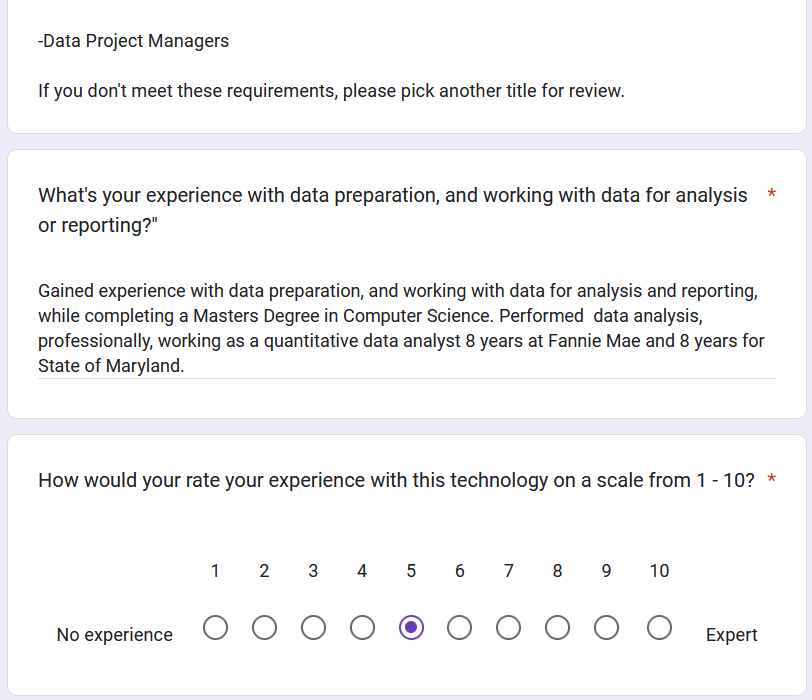 -Data Project Managers
If you don't meet these requirements, please pick another title for review.
What's your experience with data preparation, and working with data for analysis *
or reporting?"
Gained experience with data preparation, and working with data for analysis and reporting,
while completing a Masters Degree in Computer Science. Performed  data analysis,
professionally, working as a quantitative data analyst 8 years at Fannie Mae and 8 years for
State of Maryland.
How would your rate your experience with this technology on a scale from 1 - 10? *
1 2 3 4 5 6 7 8 9 10
No experience Expert